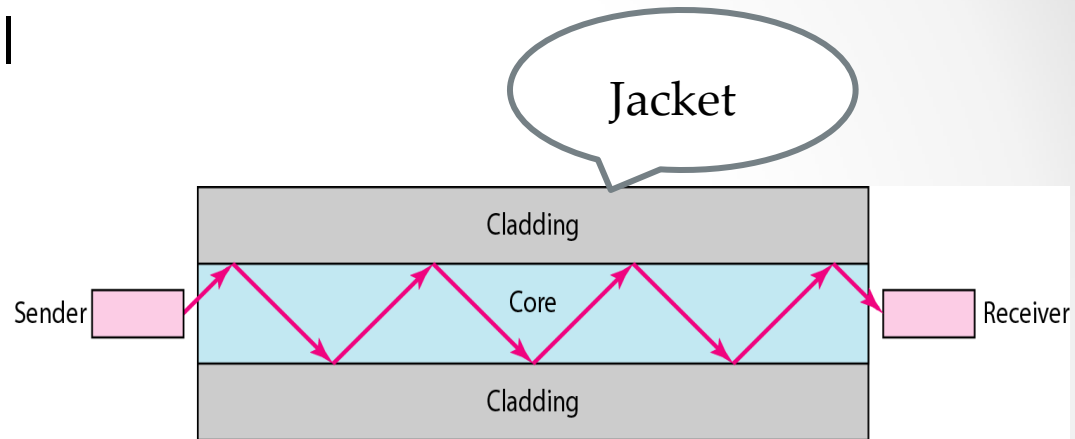 Jacket
Cladding
Sender
Core
Receiver
Cladding